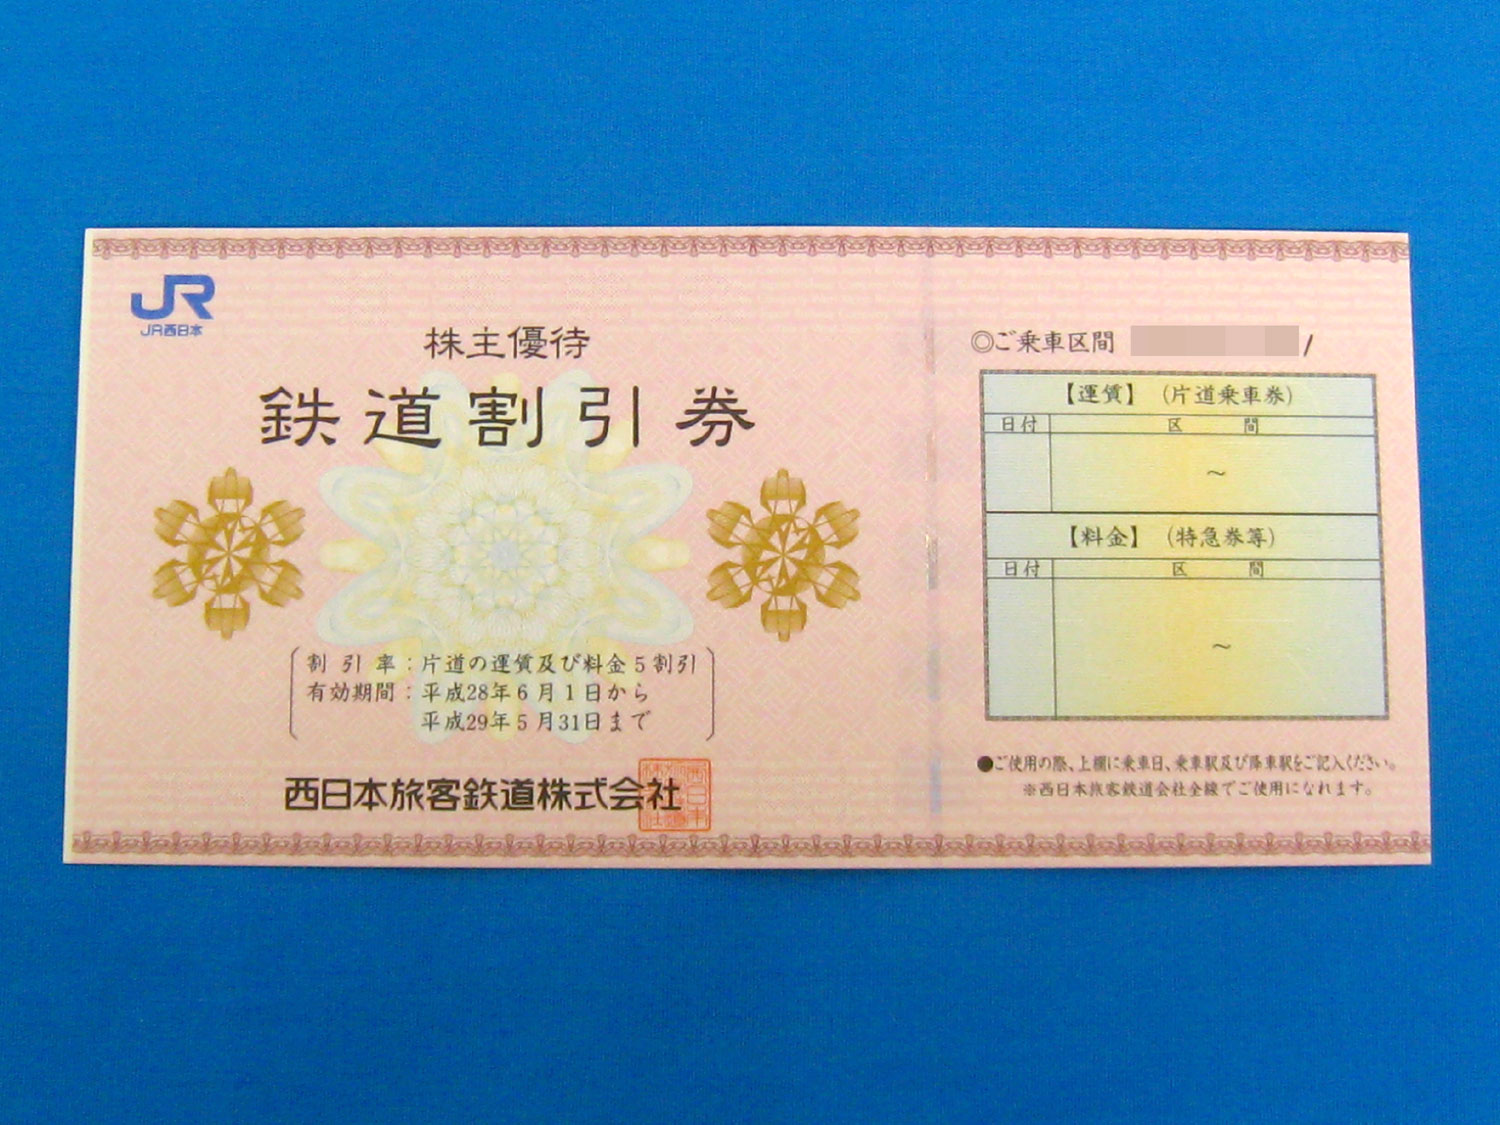 JR
JR西日本
株主優待
鉄道割引券
割引率：片道の運賃及び料金5割引
有効期間：平成28年6月1日から
平成29年5月31日まで
西日本旅客鉄道株式会社
◎ご乗車区間
/
【運賃】（片道乗車券）
日付 区間
～
【料金】（特急券等）
日付 区間
～
●ご使用の際、上欄に乗車日、乗車駅及び降車駅をご記入ください。
※西日本旅客鉄道会社全線でご使用になれます。